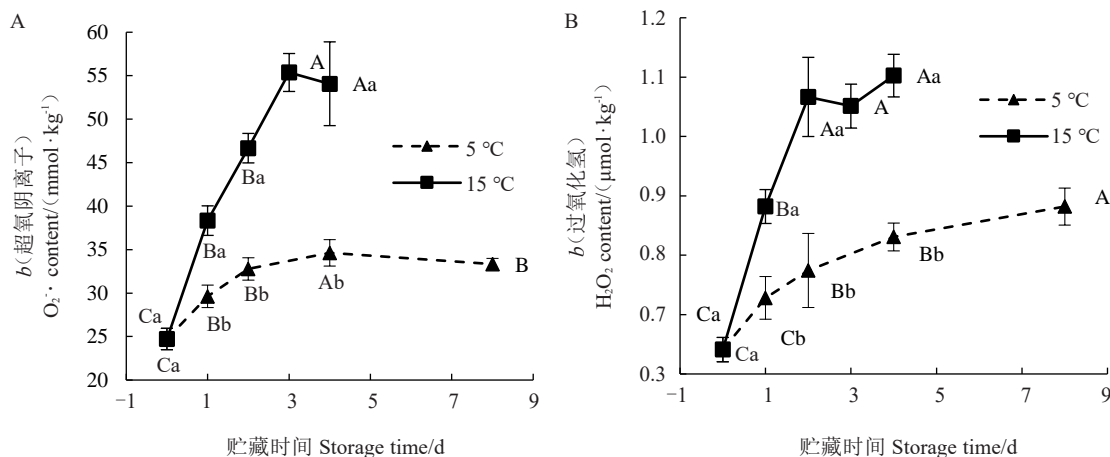 A
b(超氧阴离子)
O₂⁻· content/(mmol·kg⁻¹)
60
55
50
45
40
35
30
25
20
−1
1
3
5
7
9
贮藏时间 Storage time/d
5 ℃
15 ℃
Ca
Ca
Ba
Bb
Ba
Bb
A
Aa
Ab
B
B
b(过氧化氢)
H₂O₂ content/(μmol·kg⁻¹)
1.2
1.1
1.0
0.9
0.8
0.7
0.3
−1
1
3
5
7
9
贮藏时间 Storage time/d
5 ℃
15 ℃
Ca
Ca
Ba
Cb
Aa
Bb
A
Aa
Bb
A